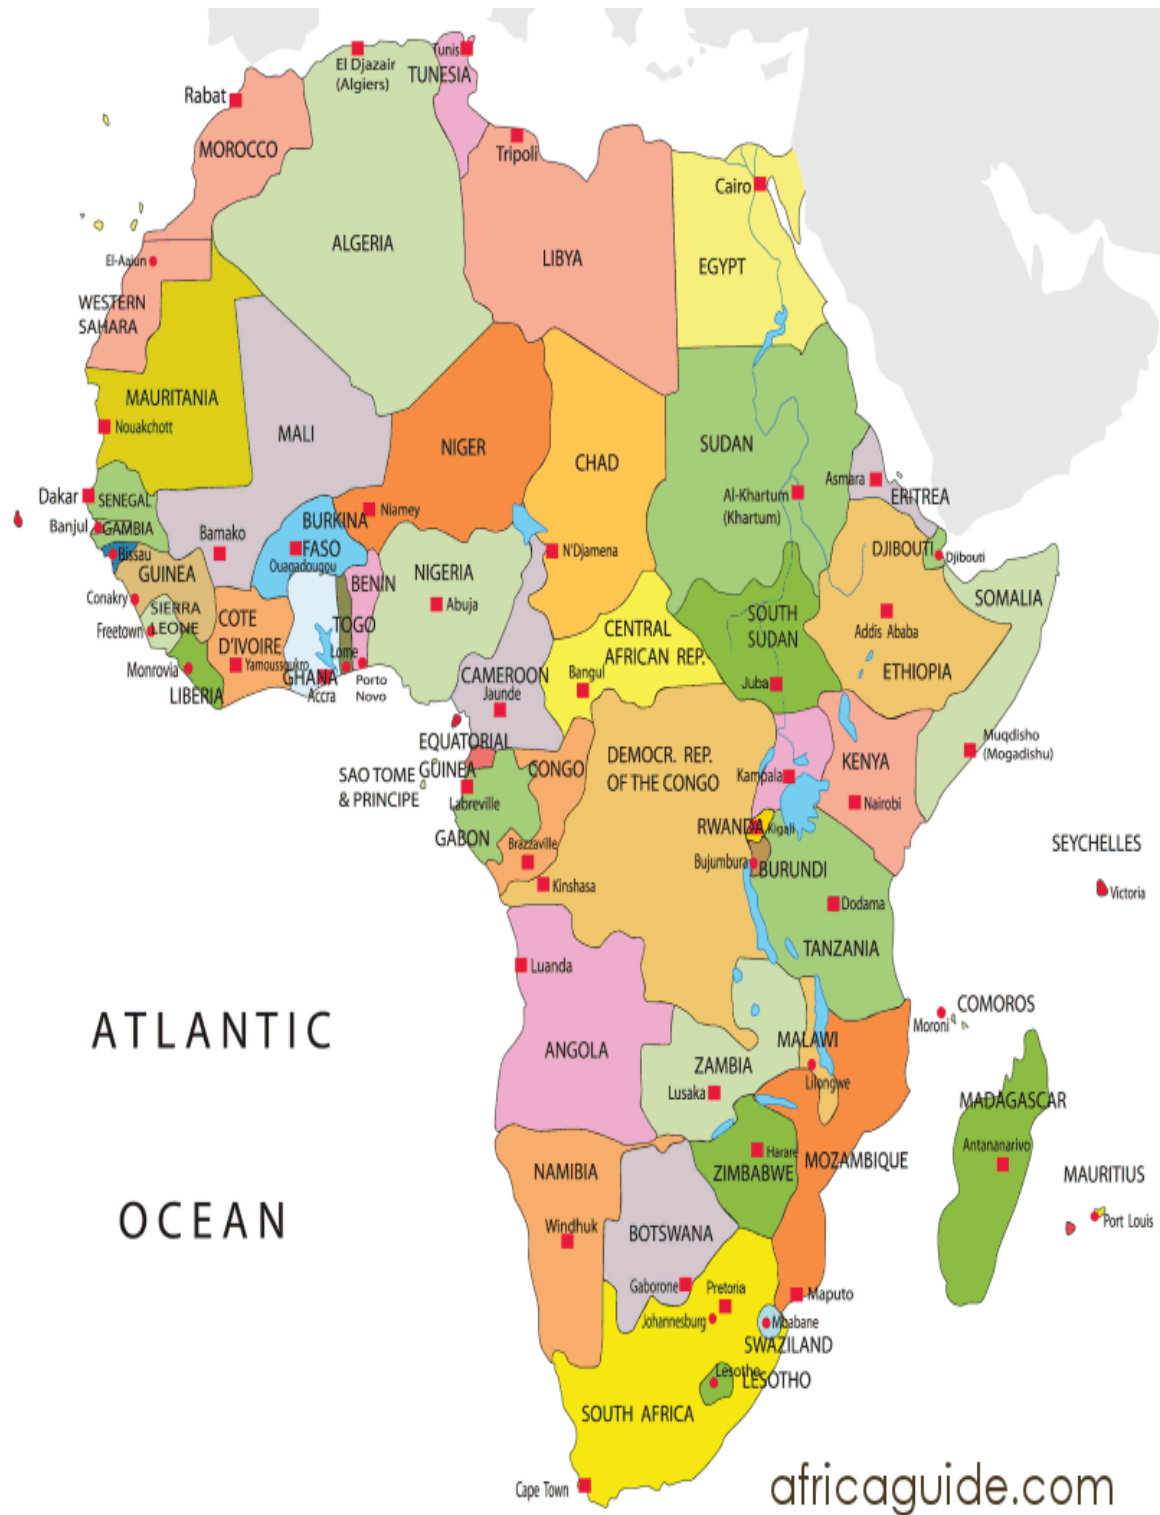 Tunis
El Djazair
(Algiers)
TUNESIA
Rabat
MOROCCO
Tripoli
Cairo
ALGERIA
LIBYA
EGYPT
El-Aaiun
WESTERN
SAHARA
MAURITANIA
Nouakchott
MALI
NIGER
CHAD
SUDAN
Asmara
ERITREA
Al-Khartum
(Khartum)
Dakar
SENEGAL
Banjul
GAMBIA
Bissau
GUINEA
Bamako
BURKINA
FASO
Ouagadougou
Niamey
N'Djamena
DJIBOUTI
Djibouti
SOMALIA
Conakry
SIERRA
LEONE
Freetown
COTE
D'IVOIRE
Yamoussoukro
Monrovia
LIBERIA
GHANA
Accra
TOGO
Lome
BENIN
Porto
Novo
NIGERIA
Abuja
CENTRAL
AFRICAN REP.
Bangul
SOUTH
SUDAN
Juba
Addis Ababa
ETHIOPIA
CAMEROON
Jaunde
EQUATORIAL
GUINEA
SAO TOME
& PRINCIPE
Labreville
GABON
CONGO
Brazzaville
Kinshasa
DEMOCR. REP.
OF THE CONGO
Kampala
KENYA
Nairobi
Muqdisho
(Mogadishu)
RWANDA
Kigali
Bujumbura
BURUNDI
Dodama
TANZANIA
SEYCHELLES
Victoria
Luanda
ANGOLA
ATLANTIC
OCEAN
COMOROS
Moroni
MALAWI
Lilongwe
ZAMBIA
Lusaka
MADAGASCAR
Antananarivo
Harare
ZIMBABWE
MOZAMBIQUE
MAURITIUS
Port Louis
NAMIBIA
Windhuk
BOTSWANA
Gaborone
Pretoria
Johannesburg
Maputo
Mbabane
SWAZILAND
Lesotho
LESOTHO
SOUTH AFRICA
Cape Town
africaguide.com